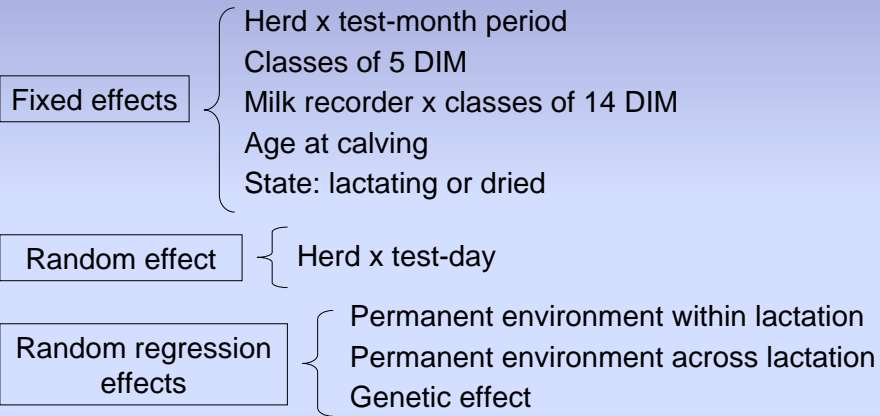 Fixed effects
Herd x test-month period
Classes of 5 DIM
Milk recorder x classes of 14 DIM
Age at calving
State: lactating or dried
Random effect
Herd x test-day
Random regression
effects
Permanent environment within lactation
Permanent environment across lactation
Genetic effect